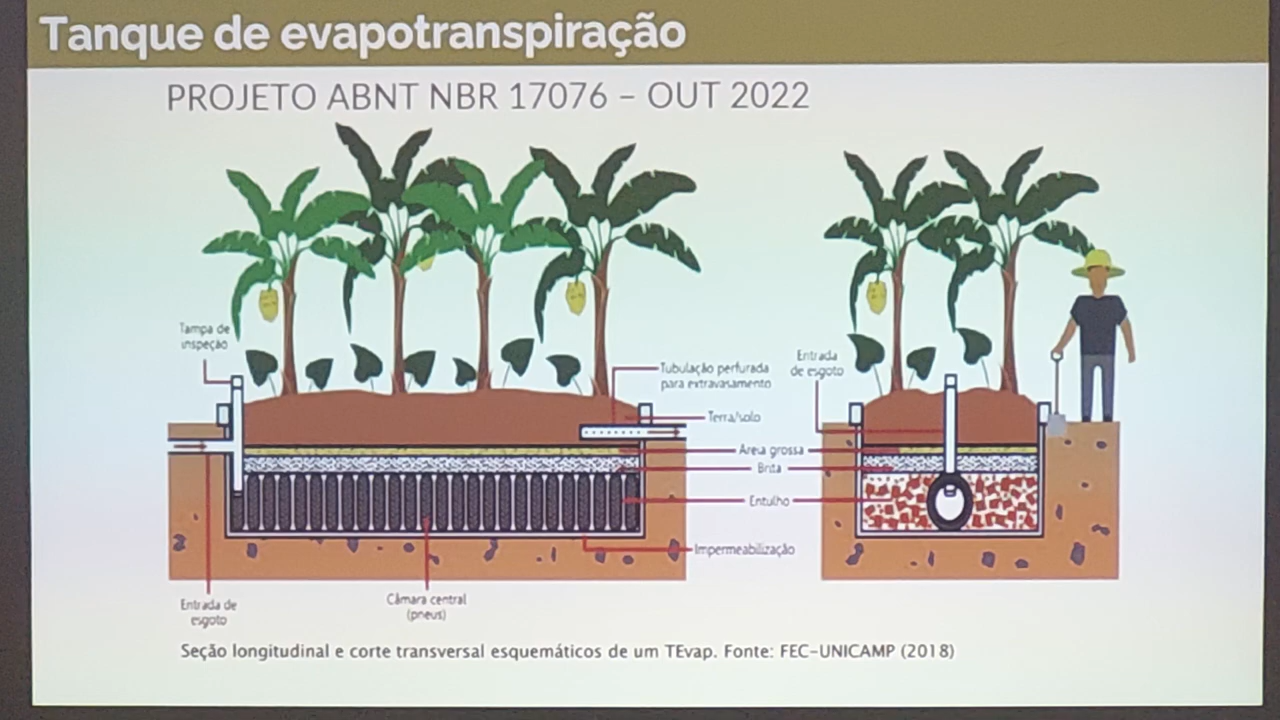 Tanque de evapotranspiração
PROJETO ABNT NBR 17076 – OUT 2022
Tampa de
inspeção
Tubulação perfurada
para extravasamento
Entrada
de esgoto
Terra/solo
Areia grossa
Brita
Entulho
Impermeabilização
Entrada de
esgoto
Câmara central
(pneus)
Seção longitudinal e corte transversal esquemáticos de um TEvap. Fonte: FEC-UNICAMP (2018)